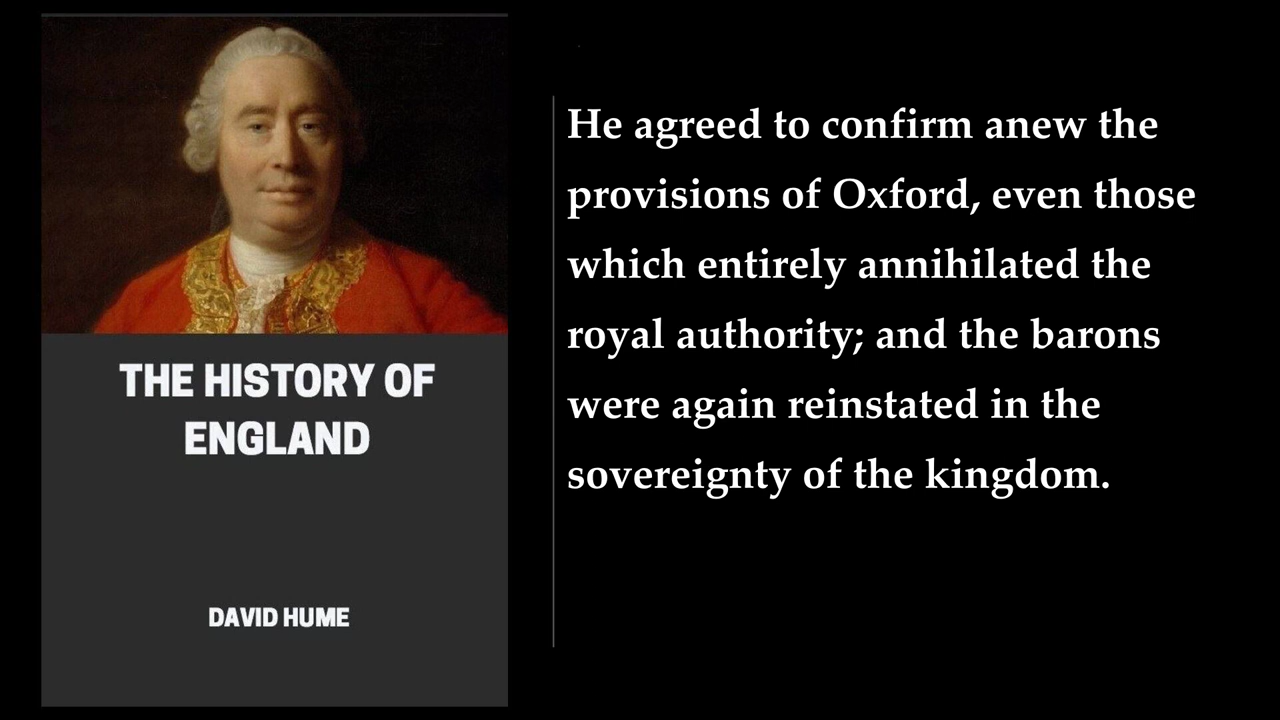 THE HISTORY OF
ENGLAND
DAVID HUME
He agreed to confirm anew the
provisions of Oxford, even those
which entirely annihilated the
royal authority; and the barons
were again reinstated in the
sovereignty of the kingdom.